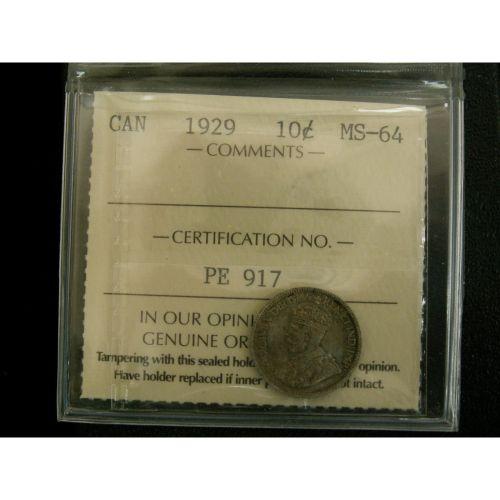 CAN 1929 10¢ MS-64
— COMMENTS —
— CERTIFICATION NO. —
PE 917
IN OUR
GENUINE OR
Tampering with this sealed opinion.
Have holder replaced if inner intact.